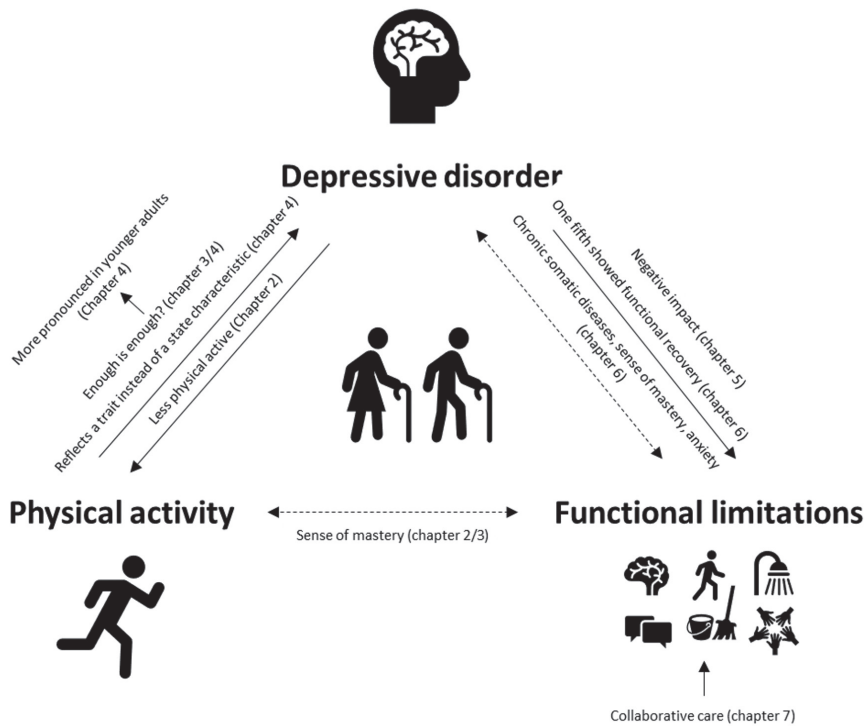 Depressive disorder
More pronounced in younger adults
(Chapter 4)
Enough is enough? (chapter 3/4)
Reflects a trait instead of a state characteristic (chapter 4)
Less physical active (Chapter 2)
Negative impact (chapter 5)
One fifth showed functional recovery (chapter 6)
Chronic somatic diseases, sense of mastery, anxiety
(chapter 6)
Physical activity
Sense of mastery (chapter 2/3)
Functional limitations
Collaborative care (chapter 7)